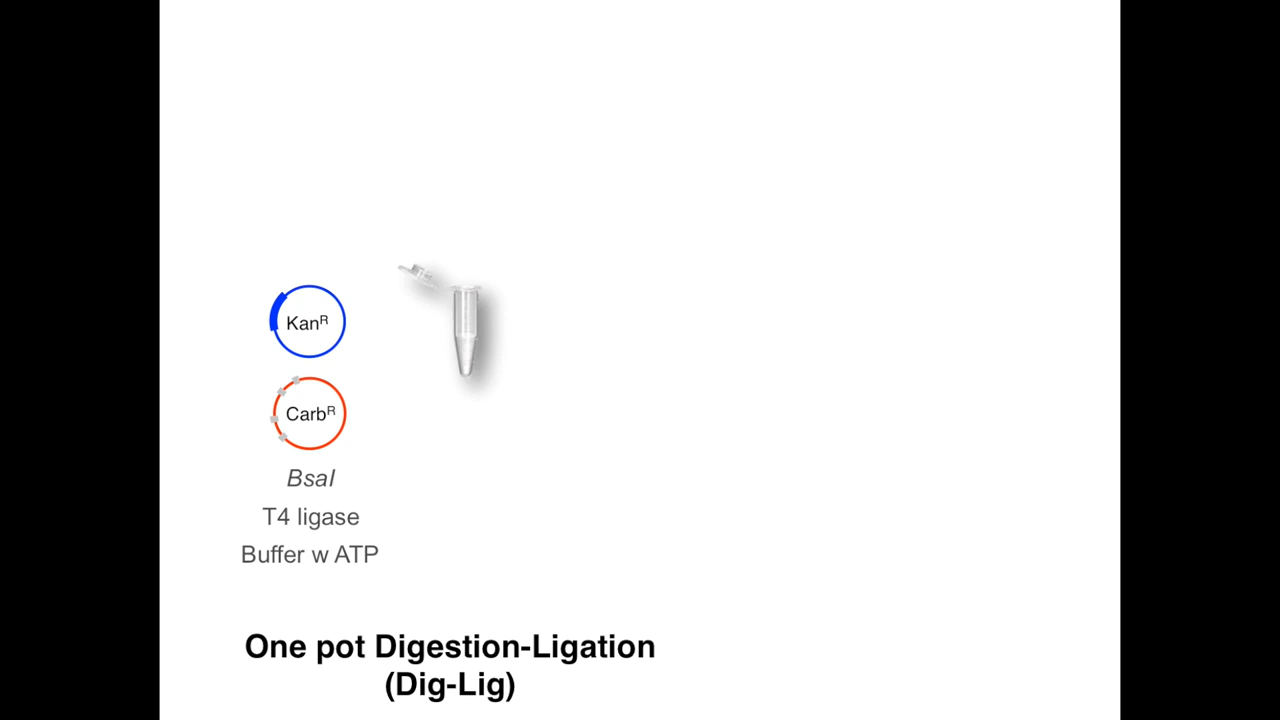 Kanᴿ
Carbᴿ
BsaI
T4 ligase
Buffer w ATP
One pot Digestion-Ligation
(Dig-Lig)